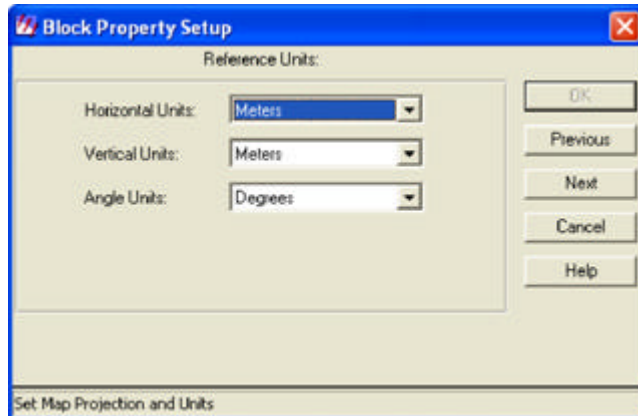 Block Property Setup
Reference Units:
Horizontal Units: Meters
Vertical Units: Meters
Angle Units: Degrees
OK
Previous
Next
Cancel
Help
Set Map Projection and Units